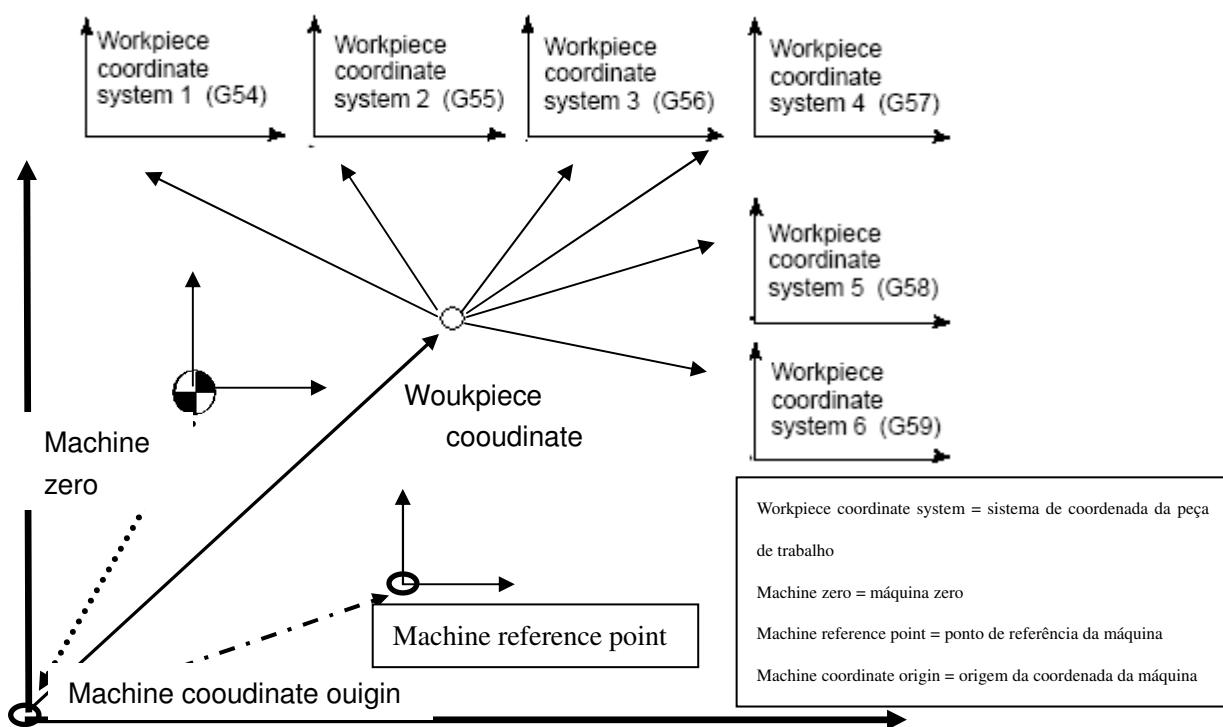 Workpiece
coordinate
system 1 (G54)
Workpiece
coordinate
system 2 (G55)
Workpiece
coordinate
system 3 (G56)
Workpiece
coordinate
system 4 (G57)
Workpiece
coordinate
system 5 (G58)
Workpiece
coordinate
system 6 (G59)
Woukpiece
cooudinate
Machine
zero
Machine reference point
Machine cooudinate ouigin
Workpiece coordinate system = sistema de coordenada da peça
de trabalho
Machine zero = máquina zero
Machine reference point = ponto de referência da máquina
Machine coordinate origin = origem da coordenada da máquina